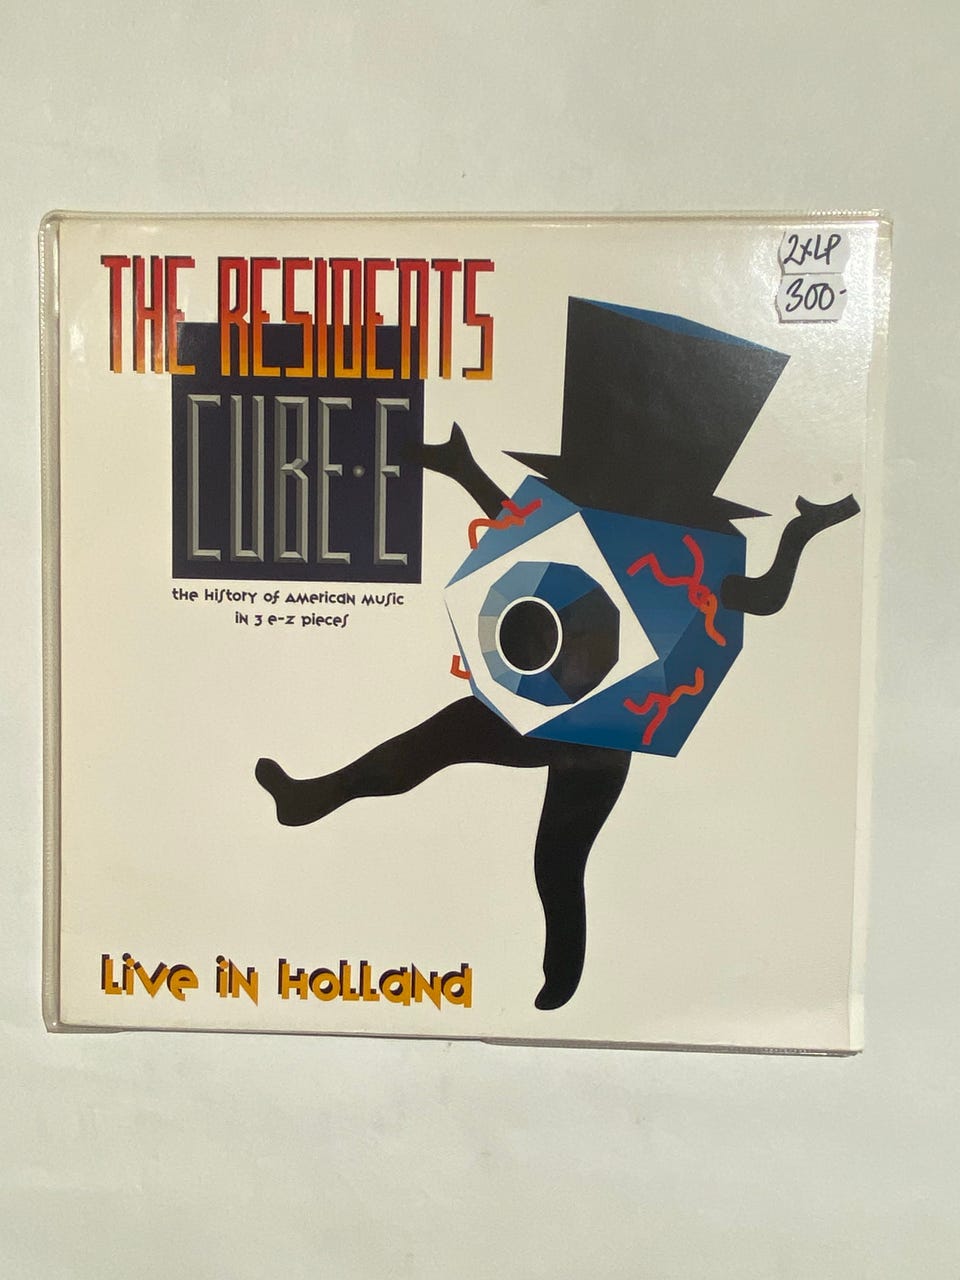 THE RESIDENTS
CUBE·E
the History of American Music
in 3 e-z pieces
Live in Holland
2xLP
300-